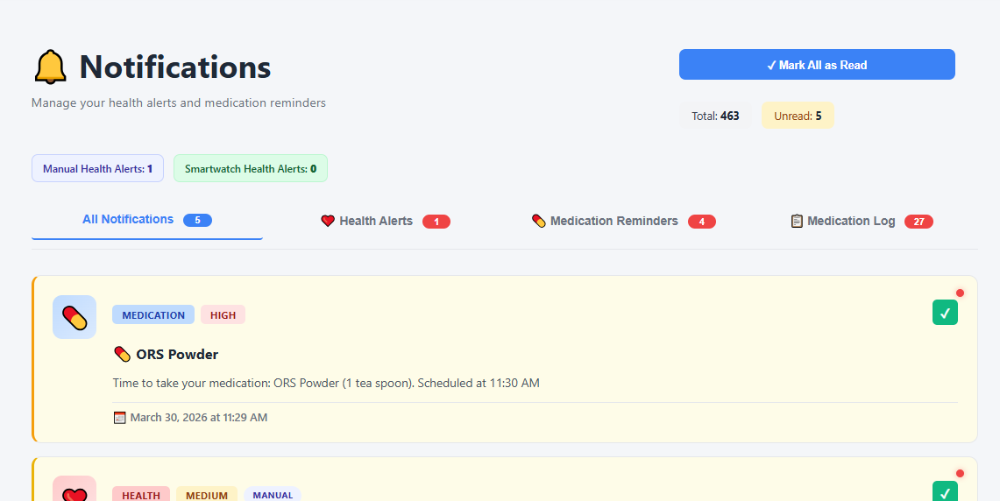 Notifications
✓ Mark All as Read
Manage your health alerts and medication reminders
Total: 463
Unread: 5
Manual Health Alerts: 1
Smartwatch Health Alerts: 0
All Notifications 5
Health Alerts 1
Medication Reminders 4
Medication Log 27
MEDICATION HIGH
ORS Powder
Time to take your medication: ORS Powder (1 tea spoon). Scheduled at 11:30 AM
March 30, 2026 at 11:29 AM
HEALTH MEDIUM MANUAL